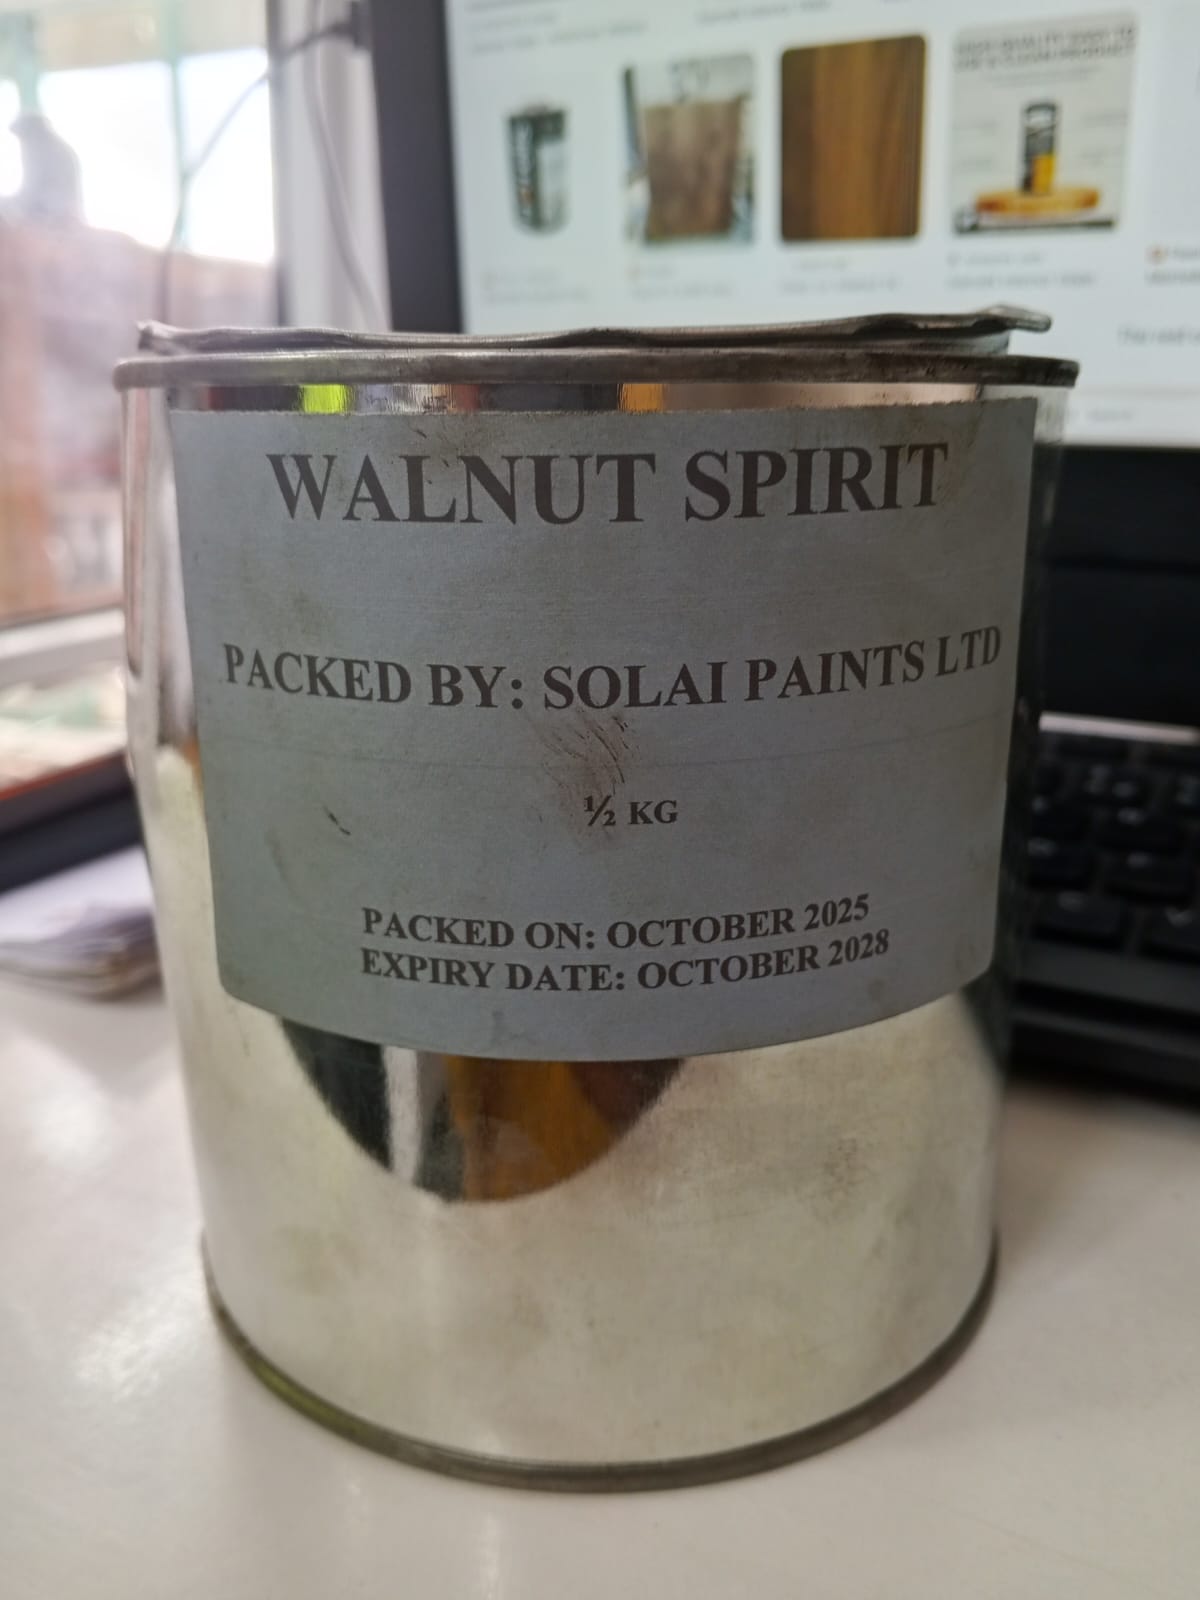 WALNUT SPIRIT
PACKED BY: SOLAI PAINTS LTD
½ KG
PACKED ON: OCTOBER 2025
EXPIRY DATE: OCTOBER 2028